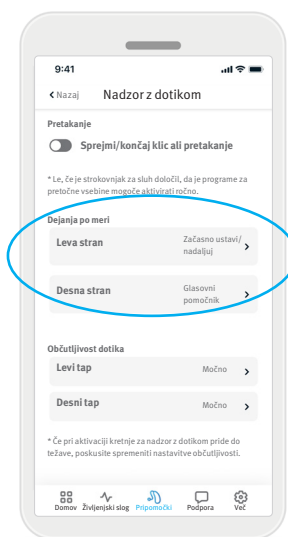 9:41
Nazaj Nadzor z dotikom
Pretakanje
Sprejmi/končaj klic ali pretakanje
* Le, če je strokovnjak za sluh določil, da je programe za
pretočne vsebine mogoče aktivirati ročno.
Dejanja po meri
Leva stran Začasno ustavi/
nadaljuj
Desna stran Glasovni
pomočnik
Občutljivost dotika
Levi tap Močno
Desni tap Močno
* Če pri aktivaciji kretnje za nadzor z dotikom pride do
težave, poskusite spremeniti nastavitve občutljivosti.
Domov Življenjski slog Pripomočki Podpora Več